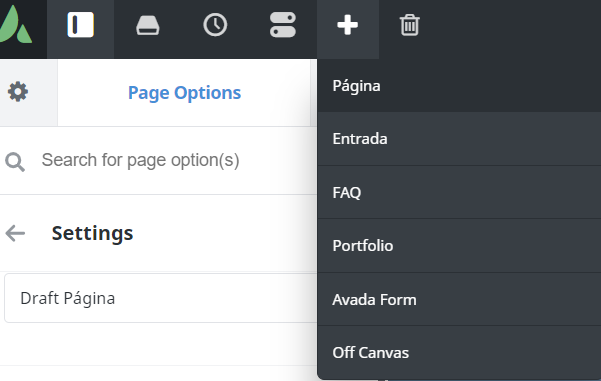 Page Options
Search for page option(s)
Settings
Draft Página
Página
Entrada
FAQ
Portfolio
Avada Form
Off Canvas